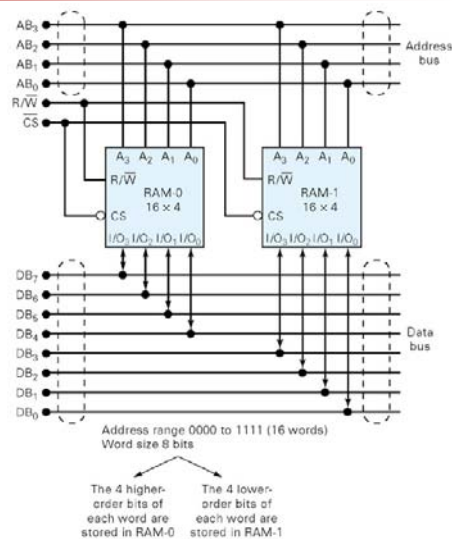 AB₃
AB₂
Address
bus
AB₁
AB₀
R/W̅
C̅S̅
A₃ A₂ A₁ A₀
A₃ A₂ A₁ A₀
R/W̅
RAM-0
16 × 4
CS
I/O₃ I/O₂ I/O₁ I/O₀
R/W̅
RAM-1
16 × 4
CS
I/O₃ I/O₂ I/O₁ I/O₀
DB₇
DB₆
DB₅
DB₄
Data
bus
DB₃
DB₂
DB₁
DB₀
Address range 0000 to 1111 (16 words)
Word size 8 bits
The 4 higher-
order bits of
each word are
stored in RAM-0
The 4 lower-
order bits of
each word are
stored in RAM-1